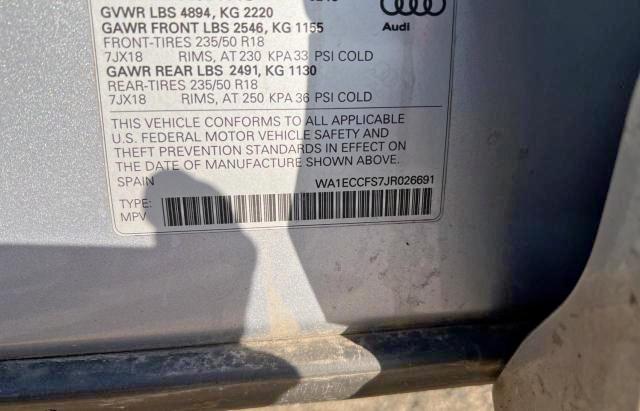 GVWR LBS 4894, KG 2220
GAWR FRONT LBS 2546, KG 1155
FRONT-TIRES 235/50 R18
7JX18 RIMS, AT 230 KPA 33 PSI COLD
GAWR REAR LBS 2491, KG 1130
REAR-TIRES 235/50 R18
7JX18 RIMS, AT 250 KPA 36 PSI COLD
Audi
THIS VEHICLE CONFORMS TO ALL APPLICABLE
U.S. FEDERAL MOTOR VEHICLE SAFETY AND
THEFT PREVENTION STANDARDS IN EFFECT ON
THE DATE OF MANUFACTURE SHOWN ABOVE.
SPAIN WA1ECCFS7JR026691
TYPE:
MPV